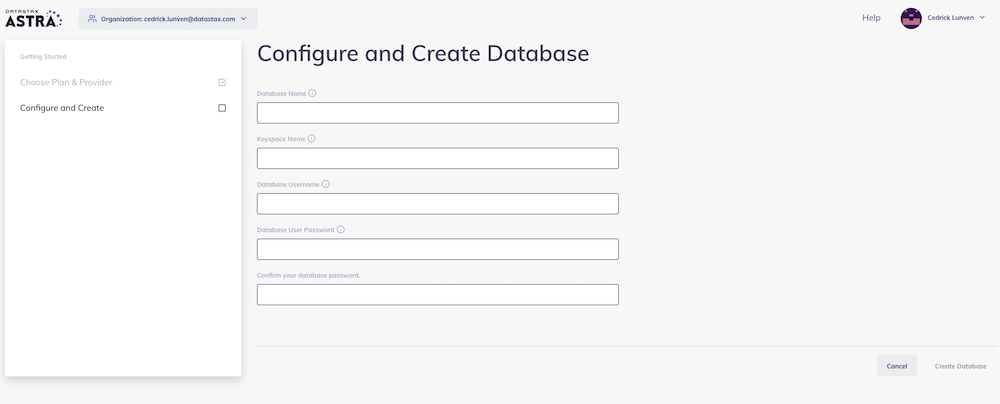 DATASTAX
ASTRA
Organization: cedrick.lunven@datastax.com
Help
Cedrick Lunven
Getting Started
Choose Plan & Provider
Configure and Create
Configure and Create Database
Database Name
Keyspace Name
Database Username
Database User Password
Confirm your database password.
Cancel
Create Database